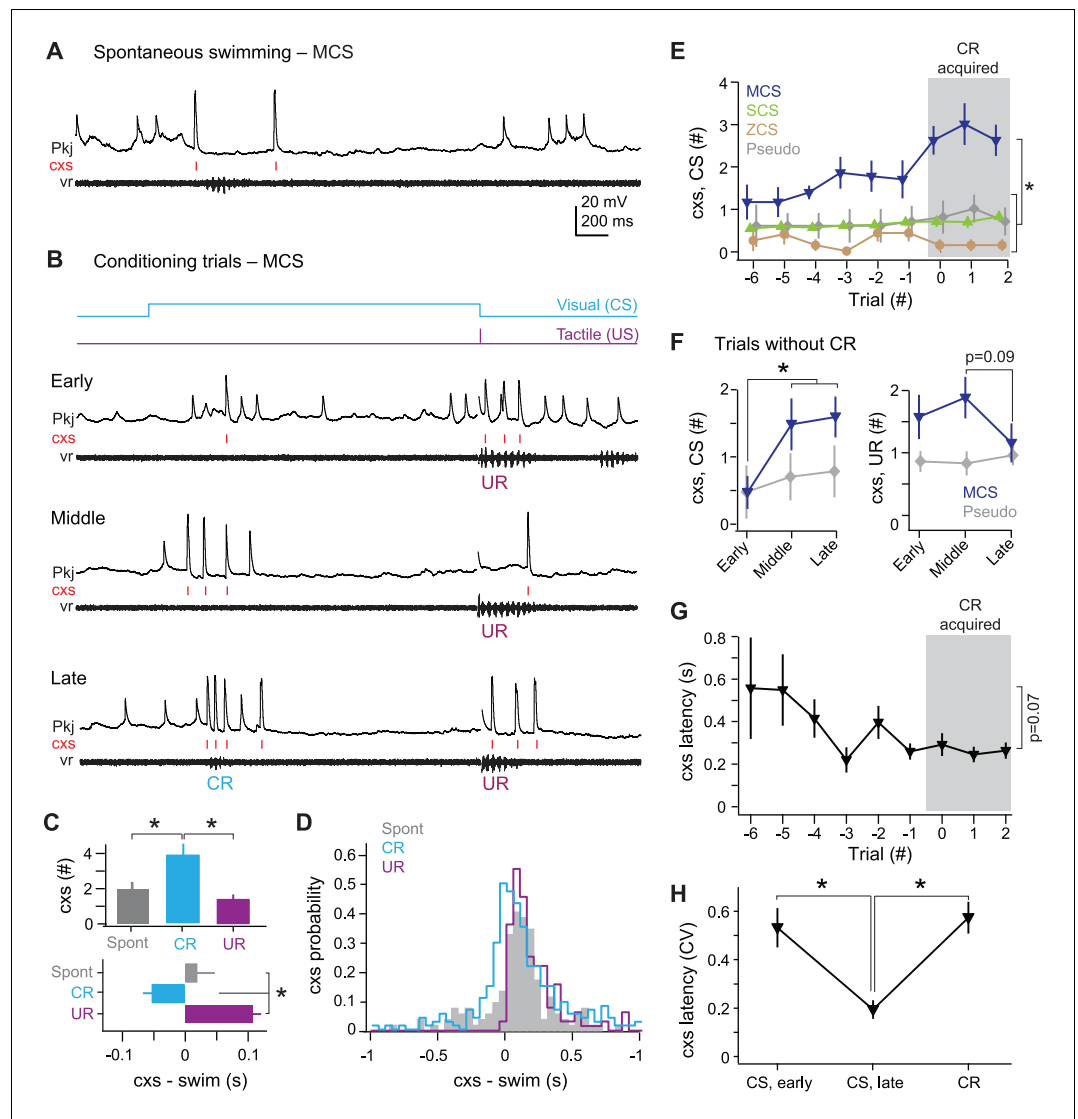 A Spontaneous swimming – MCS
Pkj
cxs
vr
20 mV
200 ms
B Conditioning trials – MCS
Visual (CS)
Tactile (US)
Early
Pkj
cxs
vr
UR
Middle
Pkj
cxs
vr
UR
Late
Pkj
cxs
vr
CR UR
C
* *
cxs (#)
4
2
0
Spont CR UR
Spont
CR
UR
*
-0.1 0 0.1
cxs - swim (s)
D
Spont
CR
UR
cxs probability
0.6
0.5
0.4
0.3
0.2
0.1
0
-1 -0.5 0 0.5 1
cxs - swim (s)
E
CR
acquired
MCS
SCS
ZCS
Pseudo
cxs, CS (#)
4
3
2
1
0
*
-6 -5 -4 -3 -2 -1 0 1 2
Trial (#)
F Trials without CR
*
cxs, CS (#)
2
1
0
Early Middle Late
p=0.09
cxs, UR (#)
2
1
0
MCS
Pseudo
Early Middle Late
G
CR
acquired
cxs latency (s)
0.8
0.6
0.4
0.2
0
p=0.07
-6 -5 -4 -3 -2 -1 0 1 2
Trial (#)
H
* *
cxs latency (CV)
0.6
0.4
0.2
0
CS, early CS, late CR